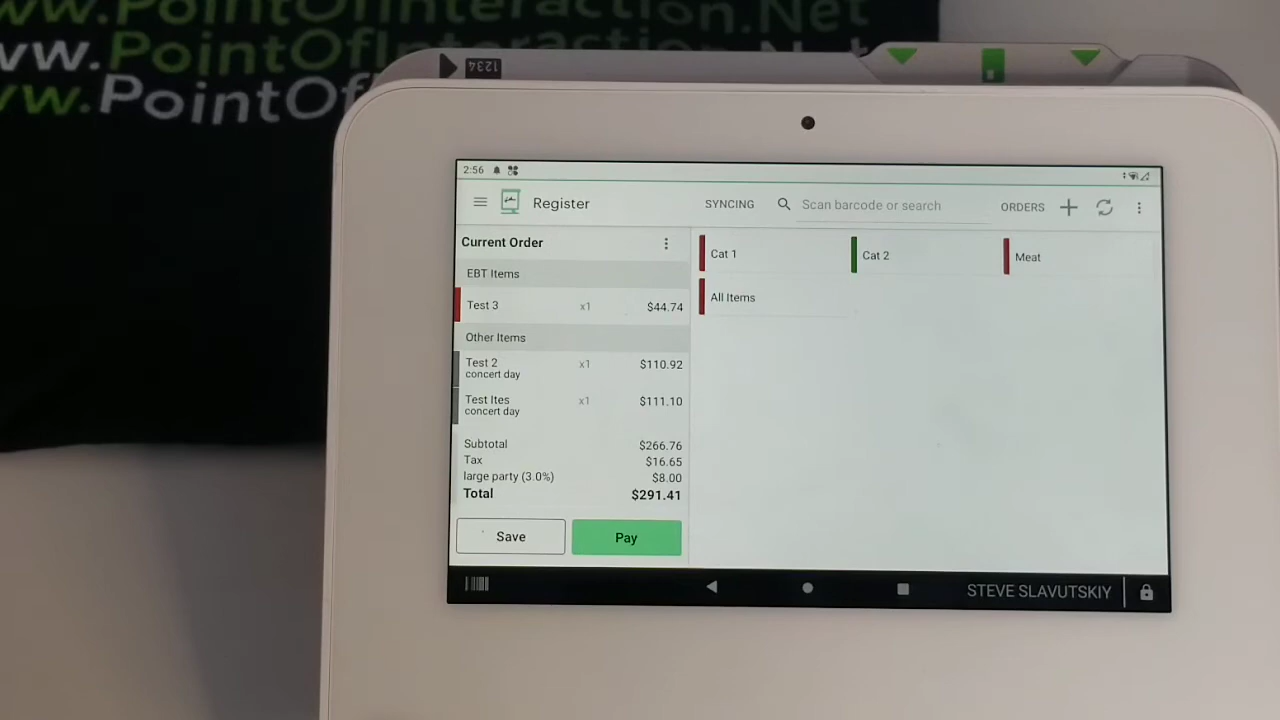 PointOfInteraction.Net
ww.PointOfInteraction.Net
w.PointOf
1234
2:56
Register
SYNCING
Scan barcode or search
ORDERS
Current Order
EBT Items
Test 3 x1 $44.74
Other Items
Test 2 x1 $110.92
concert day
Test Ites x1 $111.10
concert day
Subtotal $266.76
Tax $16.65
large party (3.0%) $8.00
Total $291.41
Save
Pay
Cat 1
Cat 2
Meat
All Items
STEVE SLAVUTSKIY